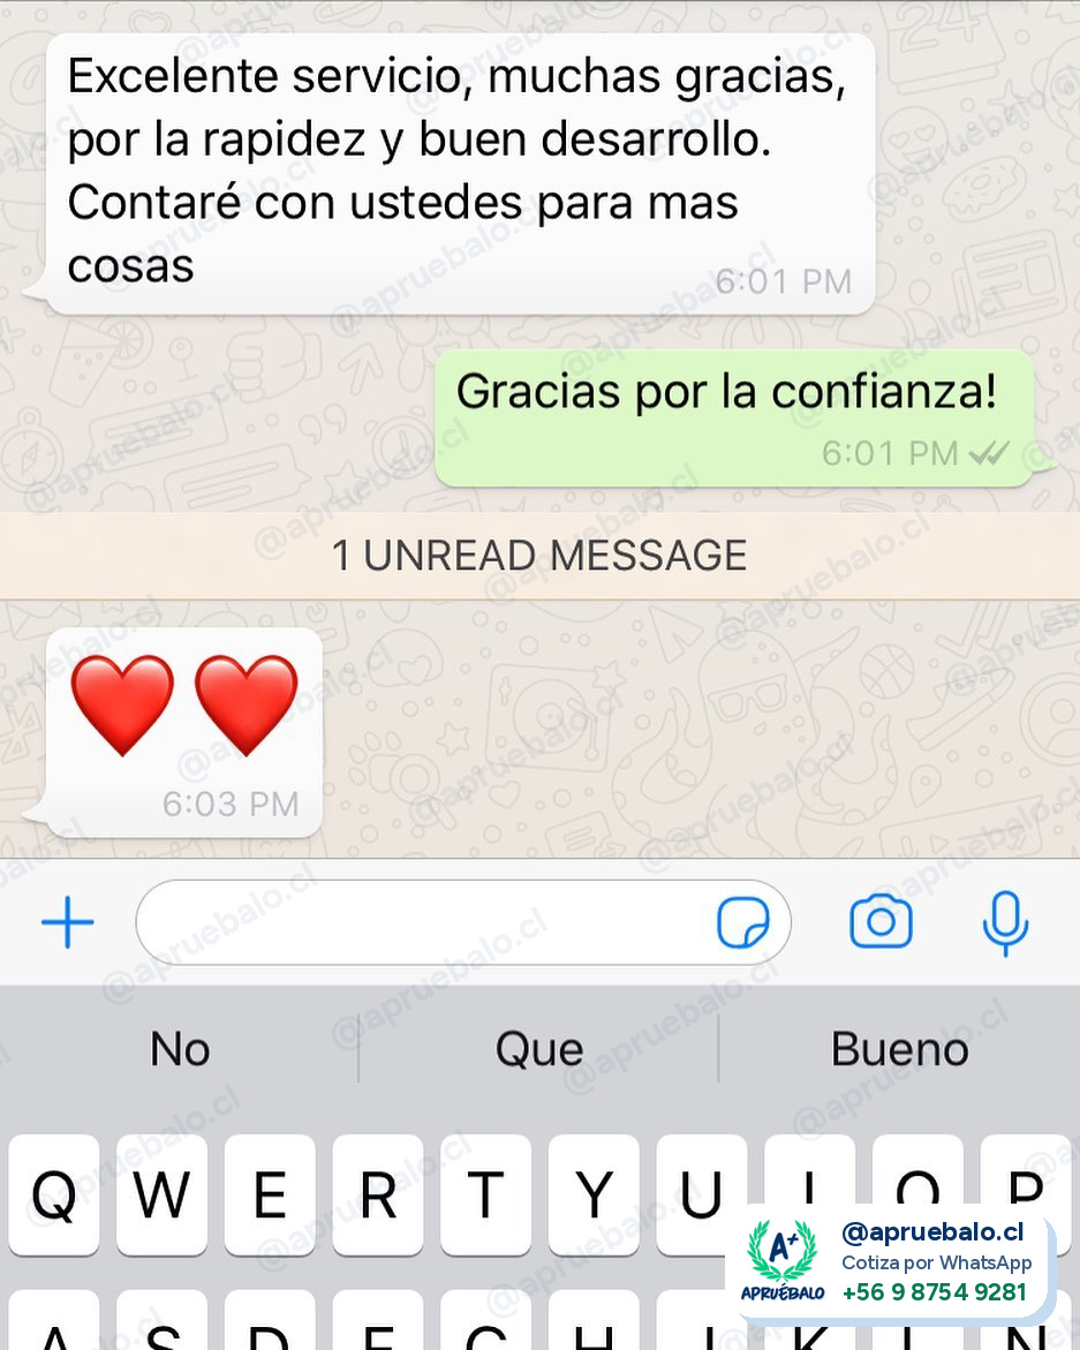 Excelente servicio, muchas gracias,
por la rapidez y buen desarrollo.
Contaré con ustedes para mas
cosas
6:01 PM
Gracias por la confianza!
6:01 PM
1 UNREAD MESSAGE
6:03 PM
No Que Bueno
Q W E R T Y U I O P
A S D F G H J K L N
A+
APRUÉBALO
@apruebalo.cl
Cotiza por WhatsApp
+56 9 8754 9281
@apruebalo.cl